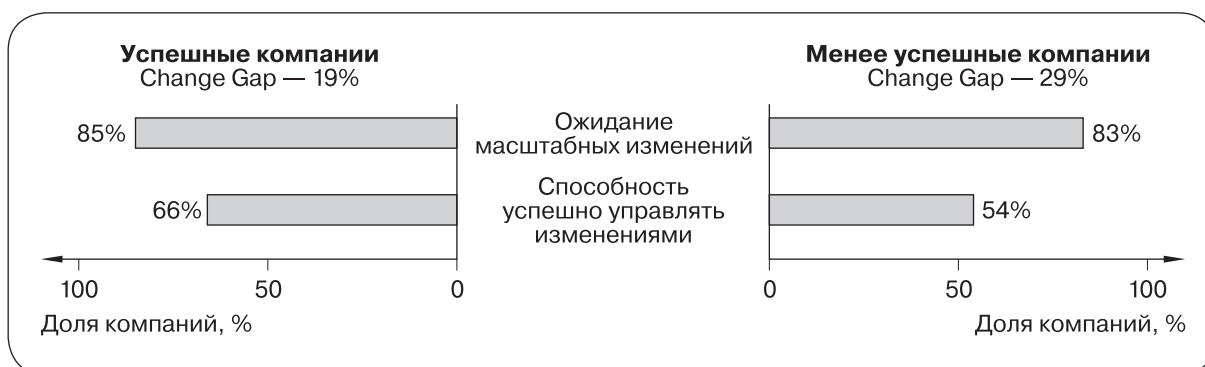 Успешные компании
Change Gap — 19%
Менее успешные компании
Change Gap — 29%
85%
Ожидание
масштабных изменений
83%
66%
Способность
успешно управлять
изменениями
54%
100 50 0
0 50 100
Доля компаний, %
Доля компаний, %